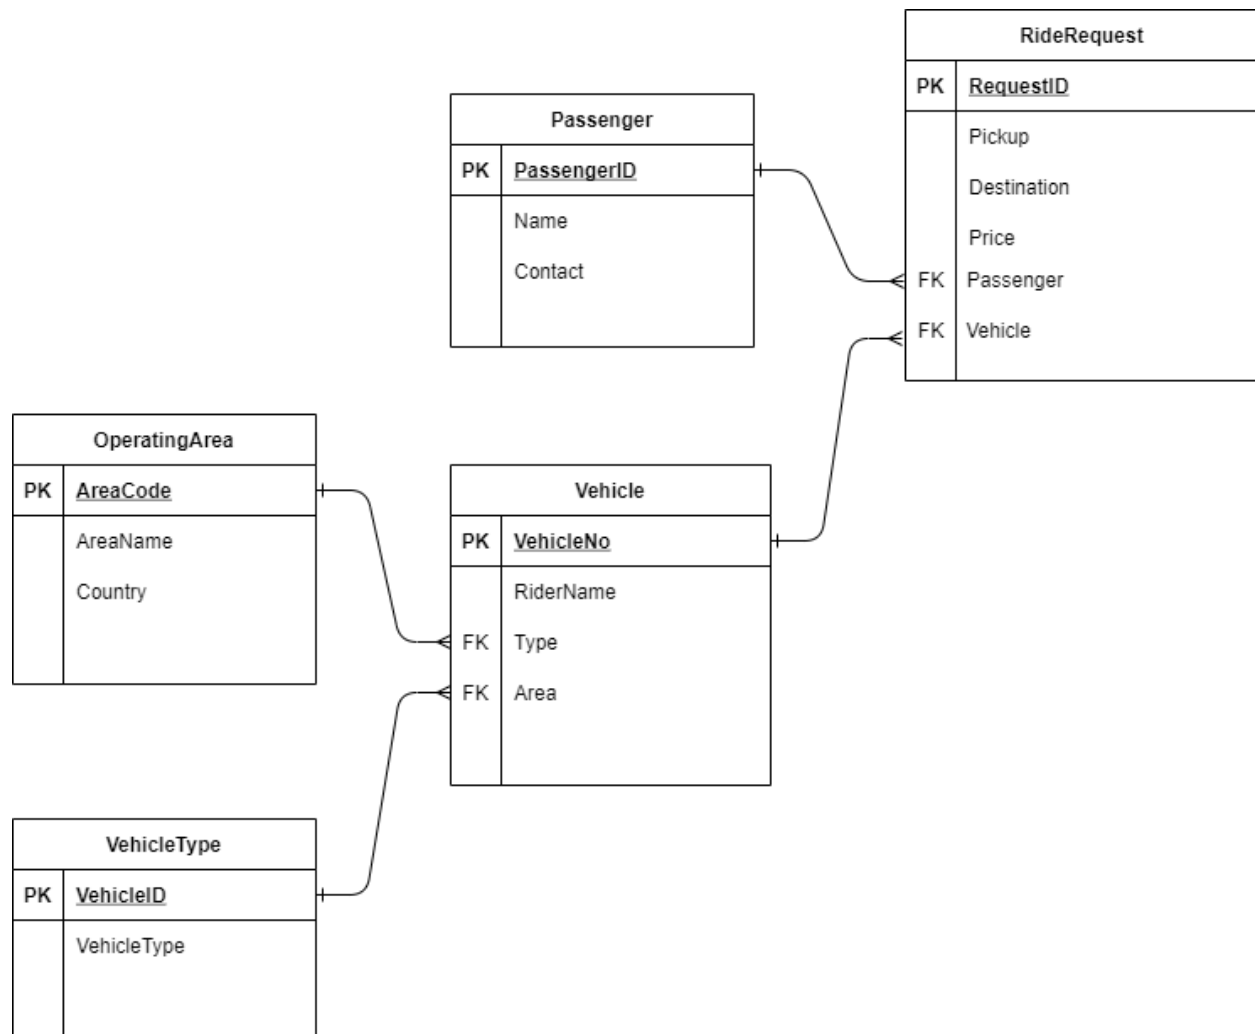 RideRequest
PK RequestID
Pickup
Destination
Price
FK Passenger
FK Vehicle
Passenger
PK PassengerID
Name
Contact
OperatingArea
PK AreaCode
AreaName
Country
Vehicle
PK VehicleNo
RiderName
FK Type
FK Area
VehicleType
PK VehicleID
VehicleType